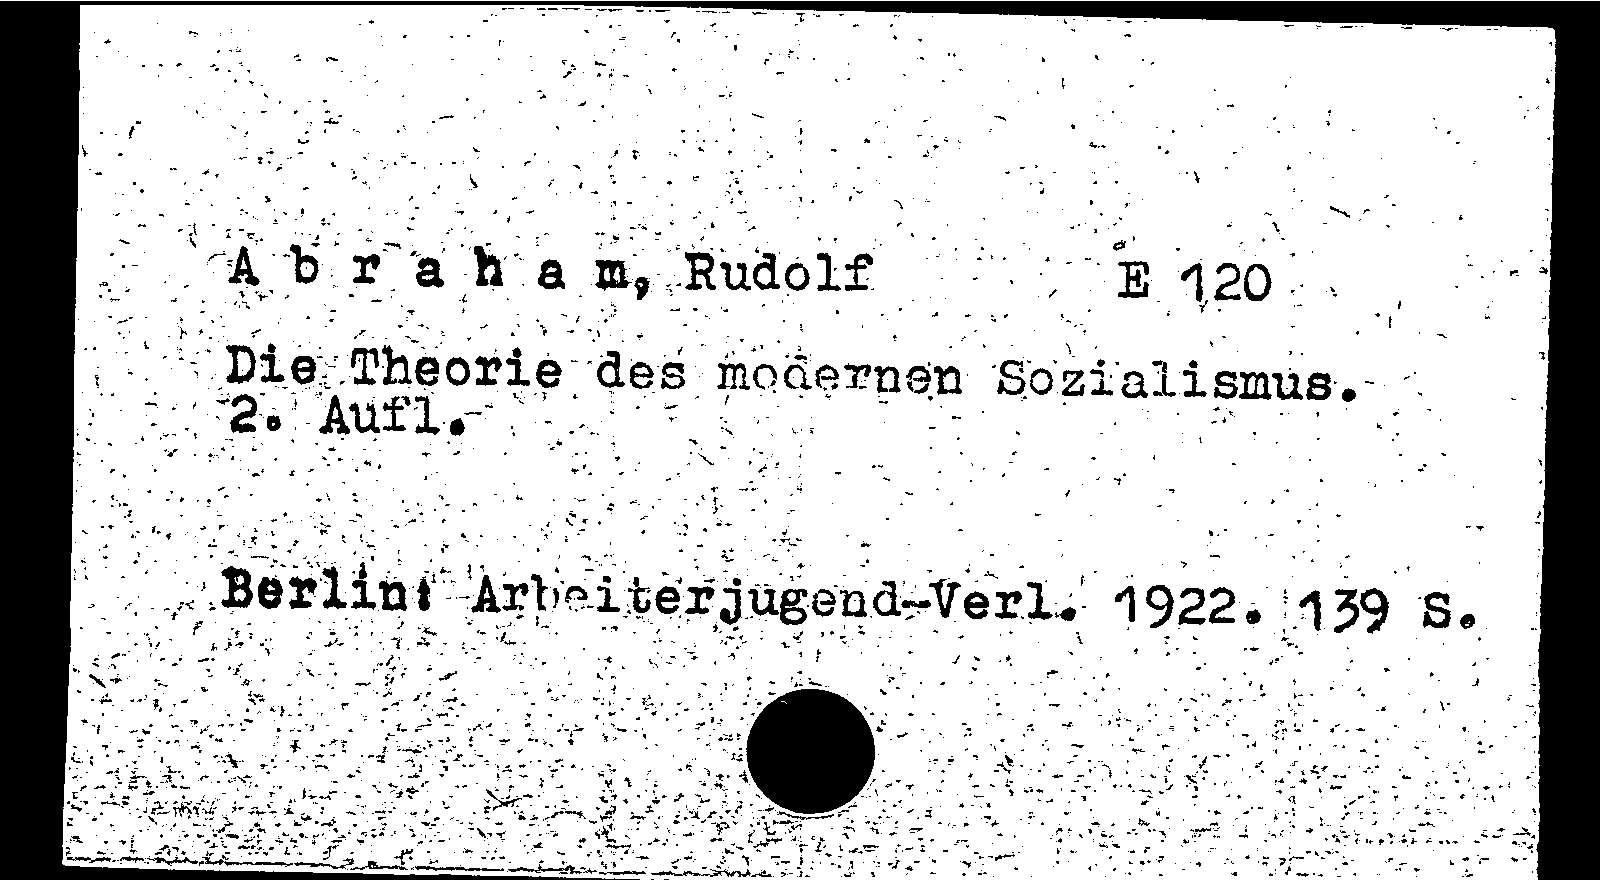 A b r a h a m, Rudolf E 120
Die Theorie des modernen Sozialismus.
2. Aufl.
Berlin: Arbeiterjugend-Verl. 1922. 139 S.